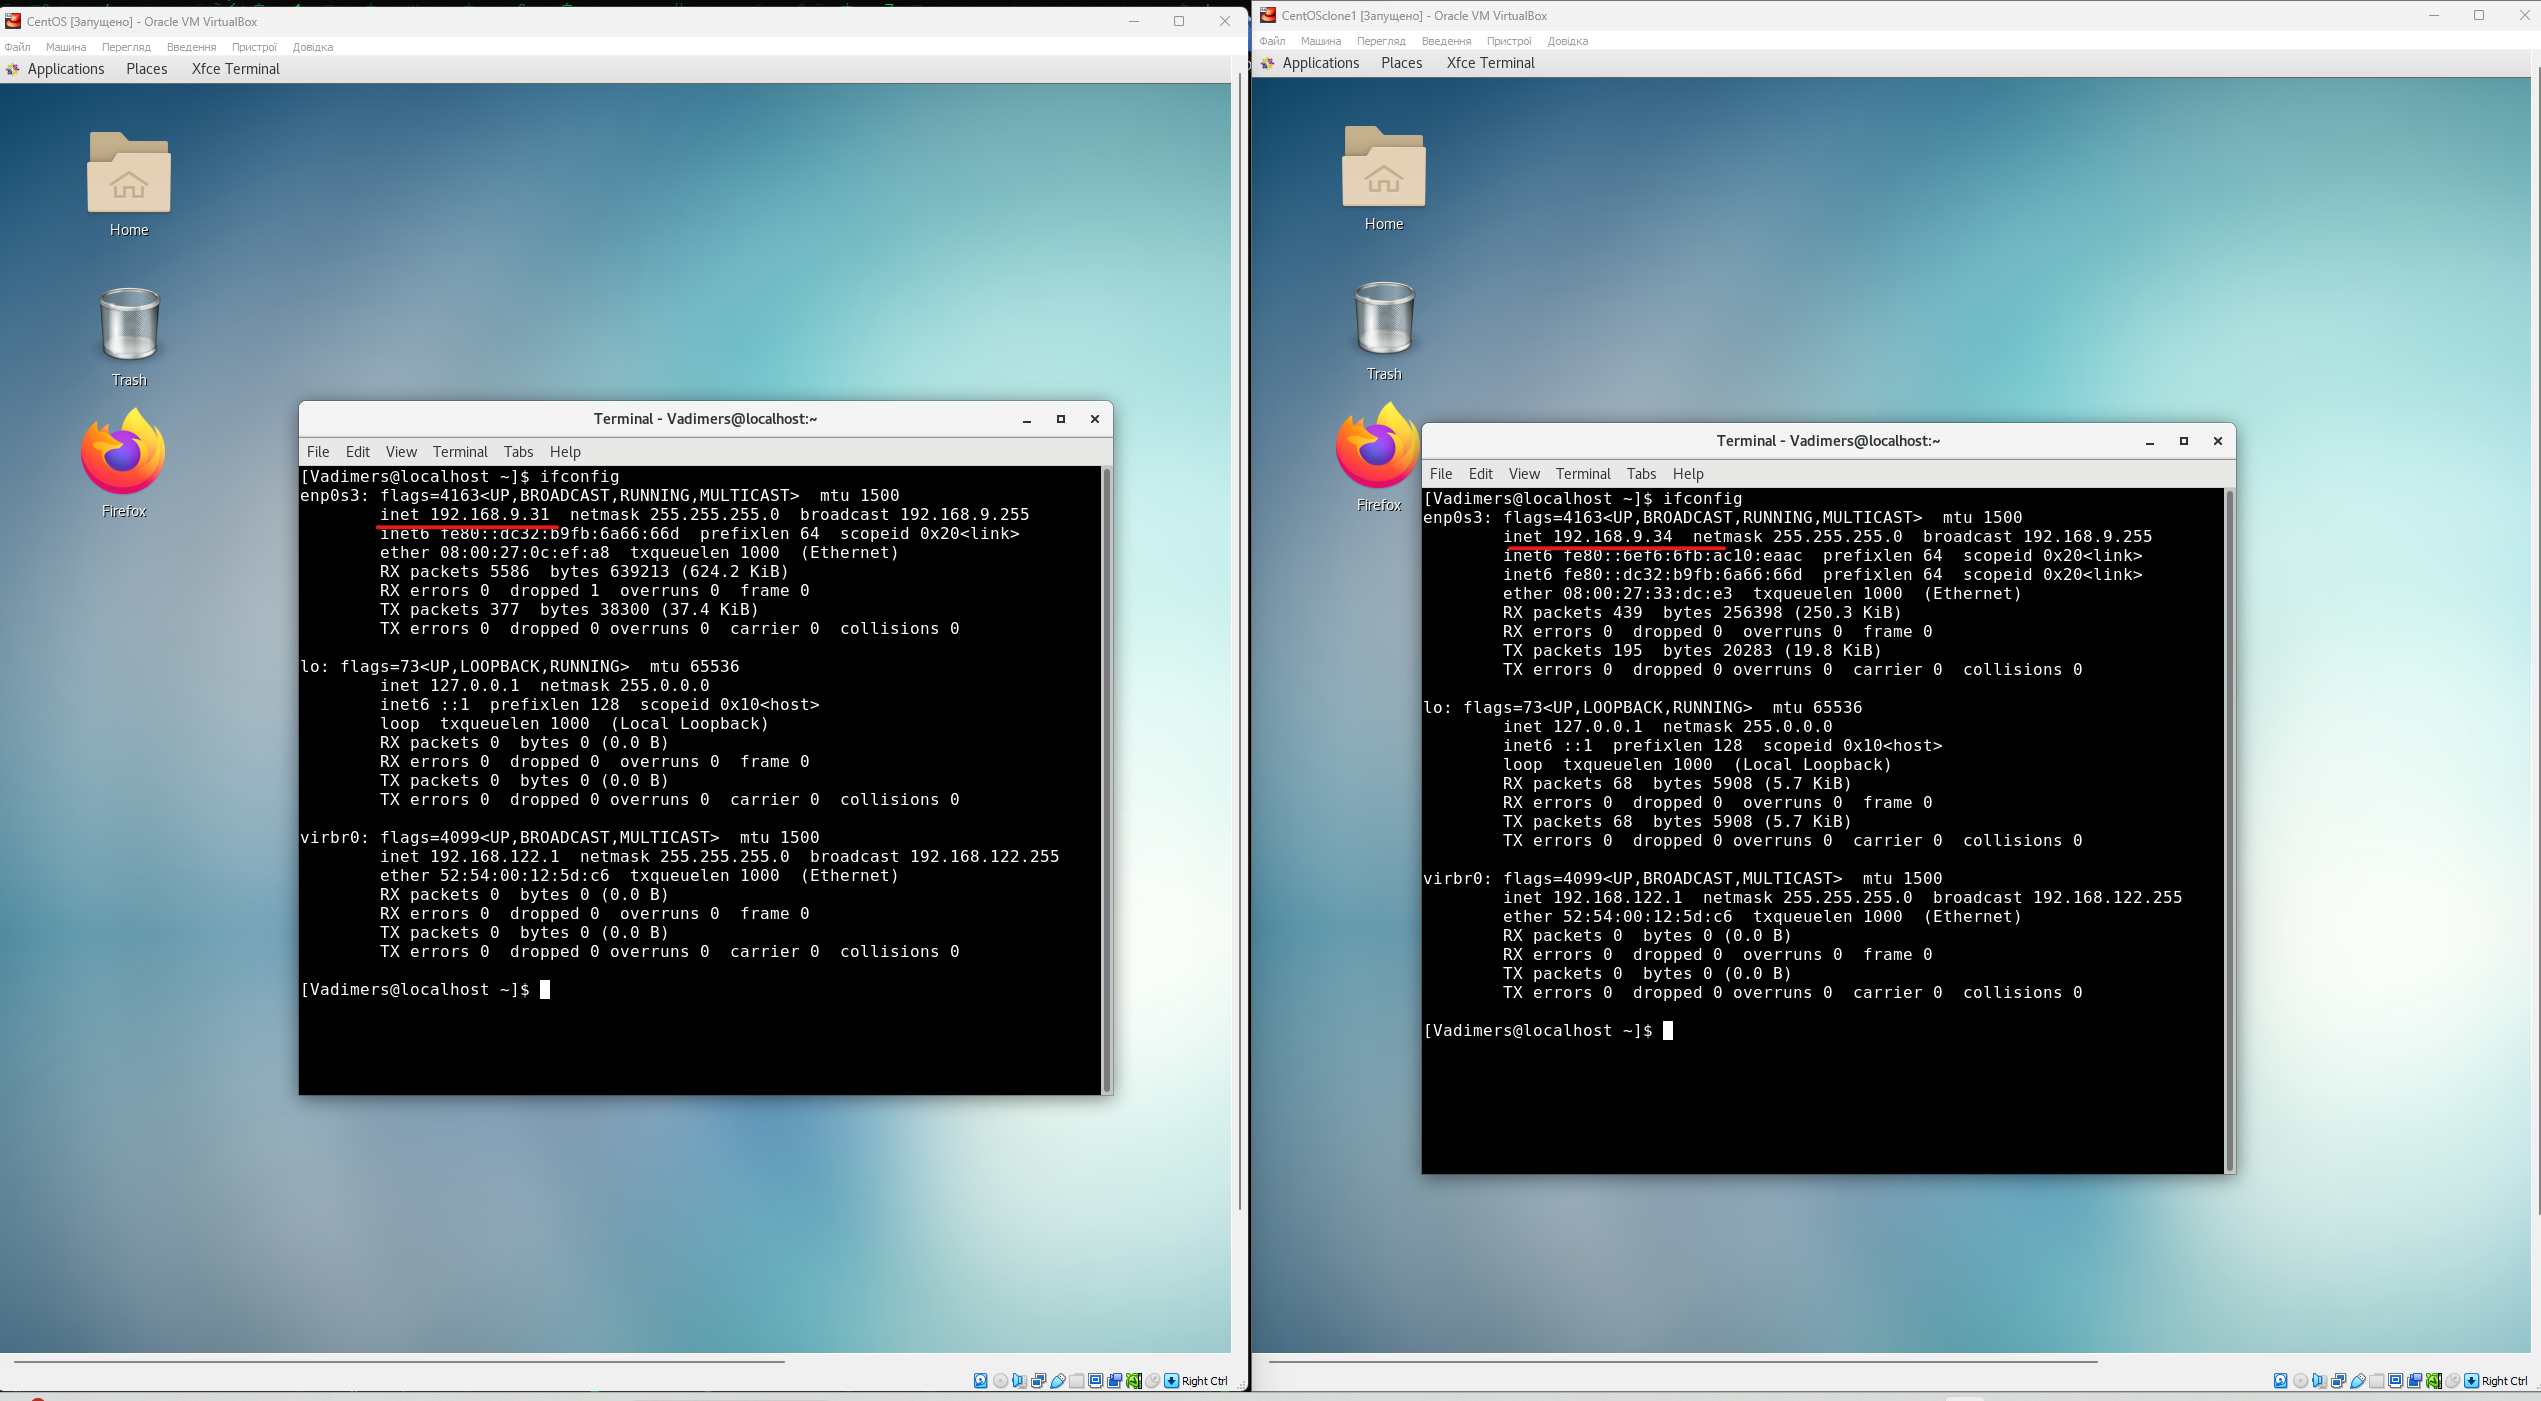 CentOS [Запущено] - Oracle VM VirtualBox
Файл Машина Перегляд Введення Пристрої Довідка
Applications Places Xfce Terminal
Home
Trash
Firefox
Terminal - Vadimers@localhost:~
File Edit View Terminal Tabs Help
[Vadimers@localhost ~]$ ifconfig
enp0s3: flags=4163<UP,BROADCAST,RUNNING,MULTICAST>  mtu 1500
inet 192.168.9.31  netmask 255.255.255.0  broadcast 192.168.9.255
inet6 fe80::dc32:b9fb:6a66:66d  prefixlen 64  scopeid 0x20<link>
ether 08:00:27:0c:ef:a8  txqueuelen 1000  (Ethernet)
RX packets 5586  bytes 639213 (624.2 KiB)
RX errors 0  dropped 1  overruns 0  frame 0
TX packets 377  bytes 38300 (37.4 KiB)
TX errors 0  dropped 0 overruns 0  carrier 0  collisions 0
lo: flags=73<UP,LOOPBACK,RUNNING>  mtu 65536
inet 127.0.0.1  netmask 255.0.0.0
inet6 ::1  prefixlen 128  scopeid 0x10<host>
loop  txqueuelen 1000  (Local Loopback)
RX packets 0  bytes 0 (0.0 B)
RX errors 0  dropped 0  overruns 0  frame 0
TX packets 0  bytes 0 (0.0 B)
TX errors 0  dropped 0 overruns 0  carrier 0  collisions 0
virbr0: flags=4099<UP,BROADCAST,MULTICAST>  mtu 1500
inet 192.168.122.1  netmask 255.255.255.0  broadcast 192.168.122.255
ether 52:54:00:12:5d:c6  txqueuelen 1000  (Ethernet)
RX packets 0  bytes 0 (0.0 B)
RX errors 0  dropped 0  overruns 0  frame 0
TX packets 0  bytes 0 (0.0 B)
TX errors 0  dropped 0 overruns 0  carrier 0  collisions 0
[Vadimers@localhost ~]$
Right Ctrl
CentOSclone1 [Запущено] - Oracle VM VirtualBox
Файл Машина Перегляд Введення Пристрої Довідка
Applications Places Xfce Terminal
Home
Trash
Firefox
Terminal - Vadimers@localhost:~
File Edit View Terminal Tabs Help
[Vadimers@localhost ~]$ ifconfig
enp0s3: flags=4163<UP,BROADCAST,RUNNING,MULTICAST>  mtu 1500
inet 192.168.9.34  netmask 255.255.255.0  broadcast 192.168.9.255
inet6 fe80::6ef6:6fb:ac10:eaac  prefixlen 64  scopeid 0x20<link>
inet6 fe80::dc32:b9fb:6a66:66d  prefixlen 64  scopeid 0x20<link>
ether 08:00:27:33:dc:e3  txqueuelen 1000  (Ethernet)
RX packets 439  bytes 256398 (250.3 KiB)
RX errors 0  dropped 0  overruns 0  frame 0
TX packets 195  bytes 20283 (19.8 KiB)
TX errors 0  dropped 0 overruns 0  carrier 0  collisions 0
lo: flags=73<UP,LOOPBACK,RUNNING>  mtu 65536
inet 127.0.0.1  netmask 255.0.0.0
inet6 ::1  prefixlen 128  scopeid 0x10<host>
loop  txqueuelen 1000  (Local Loopback)
RX packets 68  bytes 5908 (5.7 KiB)
RX errors 0  dropped 0  overruns 0  frame 0
TX packets 68  bytes 5908 (5.7 KiB)
TX errors 0  dropped 0 overruns 0  carrier 0  collisions 0
virbr0: flags=4099<UP,BROADCAST,MULTICAST>  mtu 1500
inet 192.168.122.1  netmask 255.255.255.0  broadcast 192.168.122.255
ether 52:54:00:12:5d:c6  txqueuelen 1000  (Ethernet)
RX packets 0  bytes 0 (0.0 B)
RX errors 0  dropped 0  overruns 0  frame 0
TX packets 0  bytes 0 (0.0 B)
TX errors 0  dropped 0 overruns 0  carrier 0  collisions 0
[Vadimers@localhost ~]$
Right Ctrl